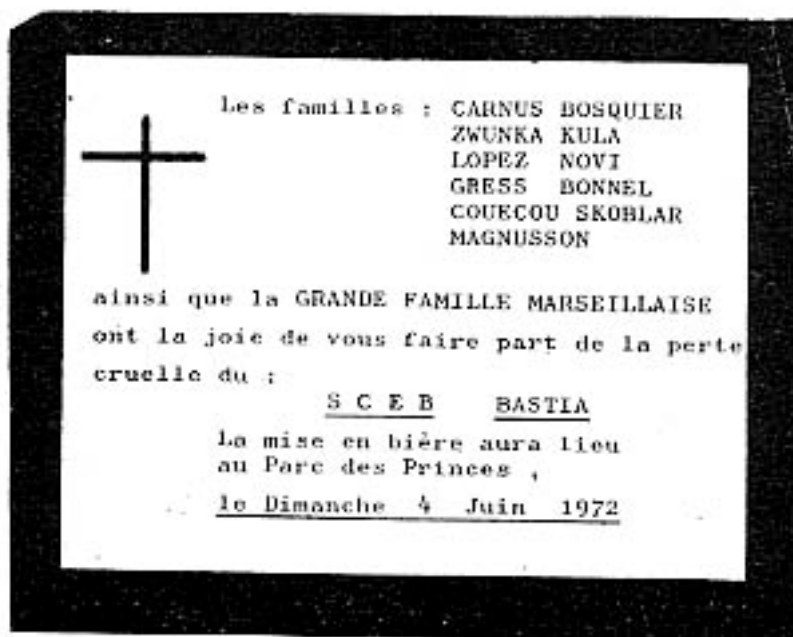 Les familles : CARNUS BOSQUIER
ZWUNKA KULA
LOPEZ NOVI
GRESS BONNEL
COUECOU SKOBLAR
MAGNUSSON
ainsi que la GRANDE FAMILLE MARSEILLAISE
ont la joie de vous faire part de la perte
cruelle du :
S C E B BASTIA
La mise en bière aura lieu
au Parc des Princes ,
le Dimanche 4 Juin 1972